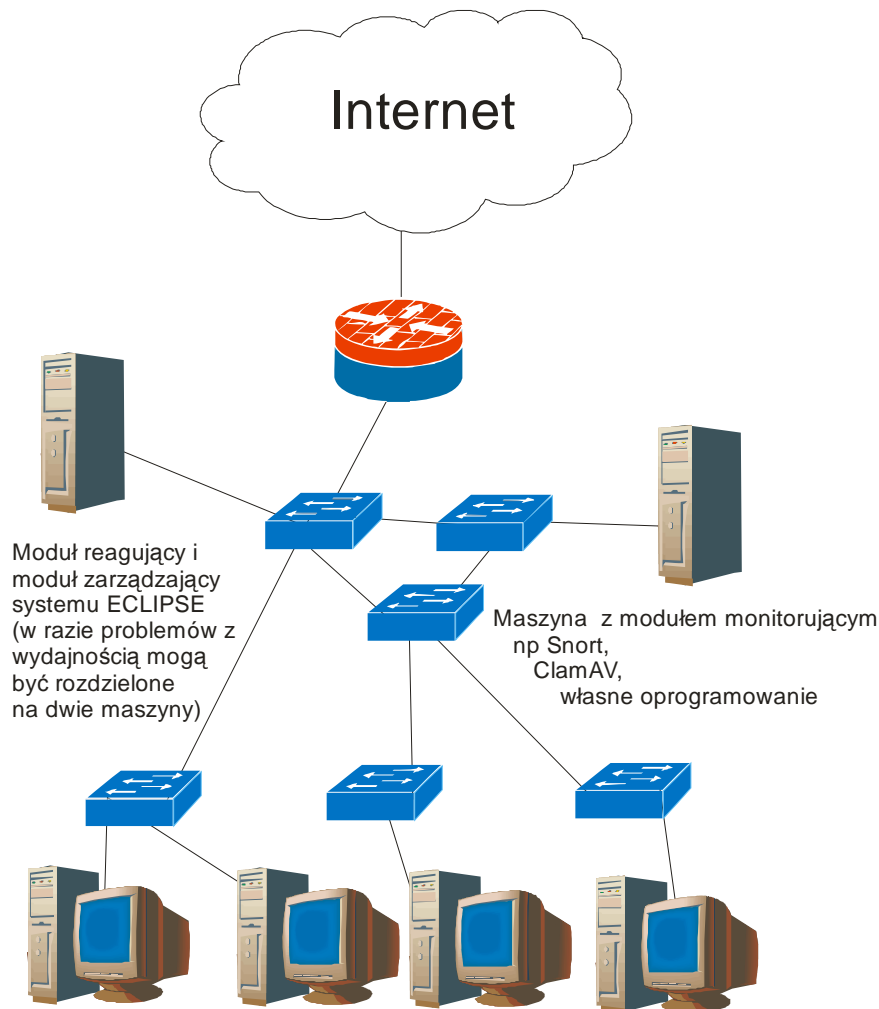 Internet
Moduł reagujący i
moduł zarządzający
systemu ECLIPSE
(w razie problemów z
wydajnością mogą
być rozdzielone
na dwie maszyny)
Maszyna z modułem monitorującym
np Snort,
ClamAV,
własne oprogramowanie